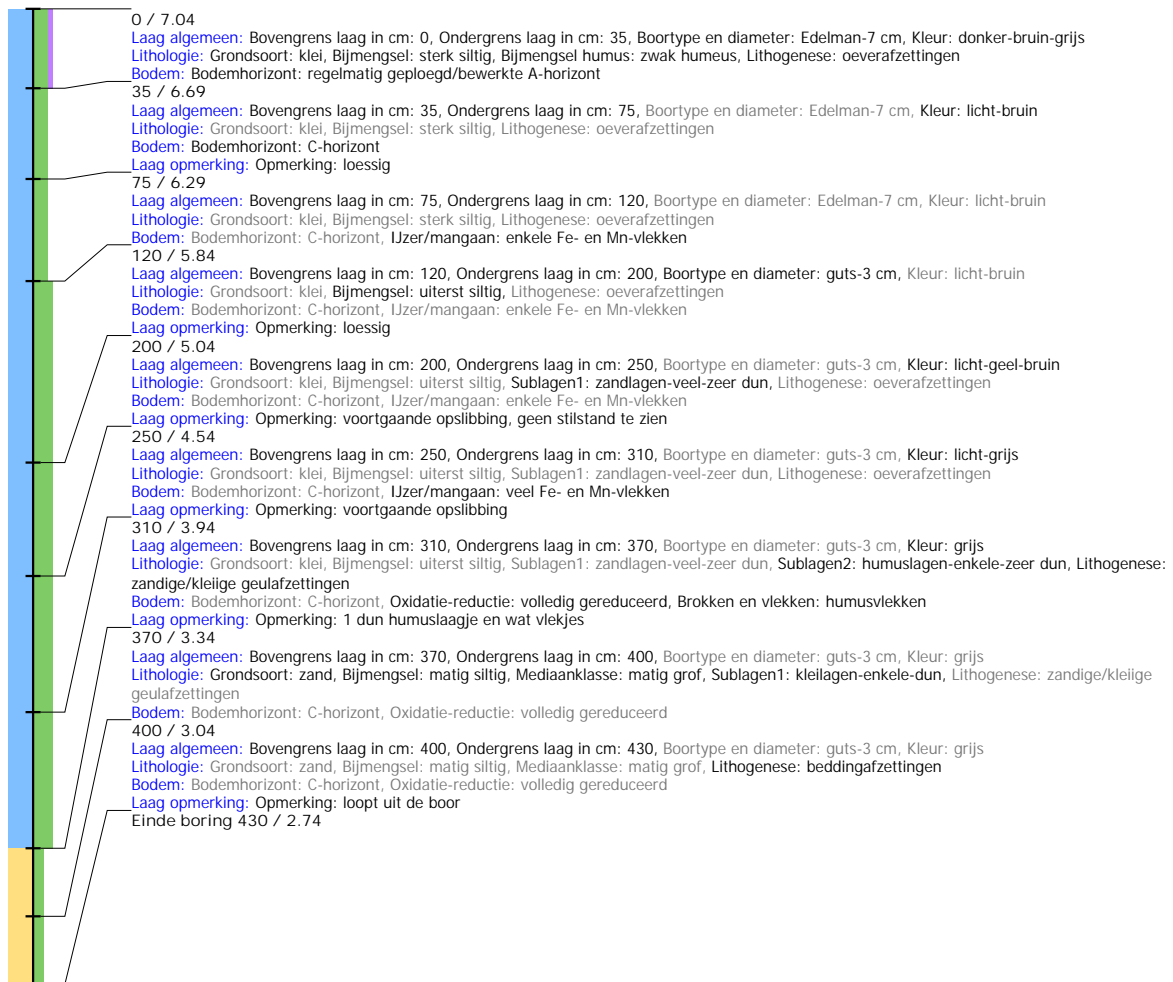 0 / 7.04
Laag algemeen: Bovengrens laag in cm: 0, Ondergrens laag in cm: 35, Boortype en diameter: Edelman-7 cm, Kleur: donker-bruin-grijs
Lithologie: Grondsoort: klei, Bijmengsel: sterk siltig, Bijmengsel humus: zwak humeus, Lithogenese: oeverafzettingen
Bodem: Bodemhorizont: regelmatig geploegd/bewerkte A-horizont
35 / 6.69
Laag algemeen: Bovengrens laag in cm: 35, Ondergrens laag in cm: 75, Boortype en diameter: Edelman-7 cm, Kleur: licht-bruin
Lithologie: Grondsoort: klei, Bijmengsel: sterk siltig, Lithogenese: oeverafzettingen
Bodem: Bodemhorizont: C-horizont
Laag opmerking: Opmerking: loessig
75 / 6.29
Laag algemeen: Bovengrens laag in cm: 75, Ondergrens laag in cm: 120, Boortype en diameter: Edelman-7 cm, Kleur: licht-bruin
Lithologie: Grondsoort: klei, Bijmengsel: sterk siltig, Lithogenese: oeverafzettingen
Bodem: Bodemhorizont: C-horizont, IJzer/mangaan: enkele Fe- en Mn-vlekken
120 / 5.84
Laag algemeen: Bovengrens laag in cm: 120, Ondergrens laag in cm: 200, Boortype en diameter: guts-3 cm, Kleur: licht-bruin
Lithologie: Grondsoort: klei, Bijmengsel: uiterst siltig, Lithogenese: oeverafzettingen
Bodem: Bodemhorizont: C-horizont, IJzer/mangaan: enkele Fe- en Mn-vlekken
Laag opmerking: Opmerking: loessig
200 / 5.04
Laag algemeen: Bovengrens laag in cm: 200, Ondergrens laag in cm: 250, Boortype en diameter: guts-3 cm, Kleur: licht-geel-bruin
Lithologie: Grondsoort: klei, Bijmengsel: uiterst siltig, Sublagen1: zandlagen-veel-zeer dun, Lithogenese: oeverafzettingen
Bodem: Bodemhorizont: C-horizont, IJzer/mangaan: enkele Fe- en Mn-vlekken
Laag opmerking: Opmerking: voortgaande opslibbing, geen stilstand te zien
250 / 4.54
Laag algemeen: Bovengrens laag in cm: 250, Ondergrens laag in cm: 310, Boortype en diameter: guts-3 cm, Kleur: licht-grijs
Lithologie: Grondsoort: klei, Bijmengsel: uiterst siltig, Sublagen1: zandlagen-veel-zeer dun, Lithogenese: oeverafzettingen
Bodem: Bodemhorizont: C-horizont, IJzer/mangaan: veel Fe- en Mn-vlekken
Laag opmerking: Opmerking: voortgaande opslibbing
310 / 3.94
Laag algemeen: Bovengrens laag in cm: 310, Ondergrens laag in cm: 370, Boortype en diameter: guts-3 cm, Kleur: grijs
Lithologie: Grondsoort: klei, Bijmengsel: uiterst siltig, Sublagen1: zandlagen-veel-zeer dun, Sublagen2: humuslagen-enkele-zeer dun, Lithogenese:
zandige/kleiige geulafzettingen
Bodem: Bodemhorizont: C-horizont, Oxidatie-reductie: volledig gereduceerd, Brokken en vlekken: humusvlekken
Laag opmerking: Opmerking: 1 dun humuslaagje en wat vlekjes
370 / 3.34
Laag algemeen: Bovengrens laag in cm: 370, Ondergrens laag in cm: 400, Boortype en diameter: guts-3 cm, Kleur: grijs
Lithologie: Grondsoort: zand, Bijmengsel: matig siltig, Mediaanklasse: matig grof, Sublagen1: kleilagen-enkele-dun, Lithogenese: zandige/kleiige
geulafzettingen
Bodem: Bodemhorizont: C-horizont, Oxidatie-reductie: volledig gereduceerd
400 / 3.04
Laag algemeen: Bovengrens laag in cm: 400, Ondergrens laag in cm: 430, Boortype en diameter: guts-3 cm, Kleur: grijs
Lithologie: Grondsoort: zand, Bijmengsel: matig siltig, Mediaanklasse: matig grof, Lithogenese: beddingafzettingen
Bodem: Bodemhorizont: C-horizont, Oxidatie-reductie: volledig gereduceerd
Laag opmerking: Opmerking: loopt uit de boor
Einde boring 430 / 2.74